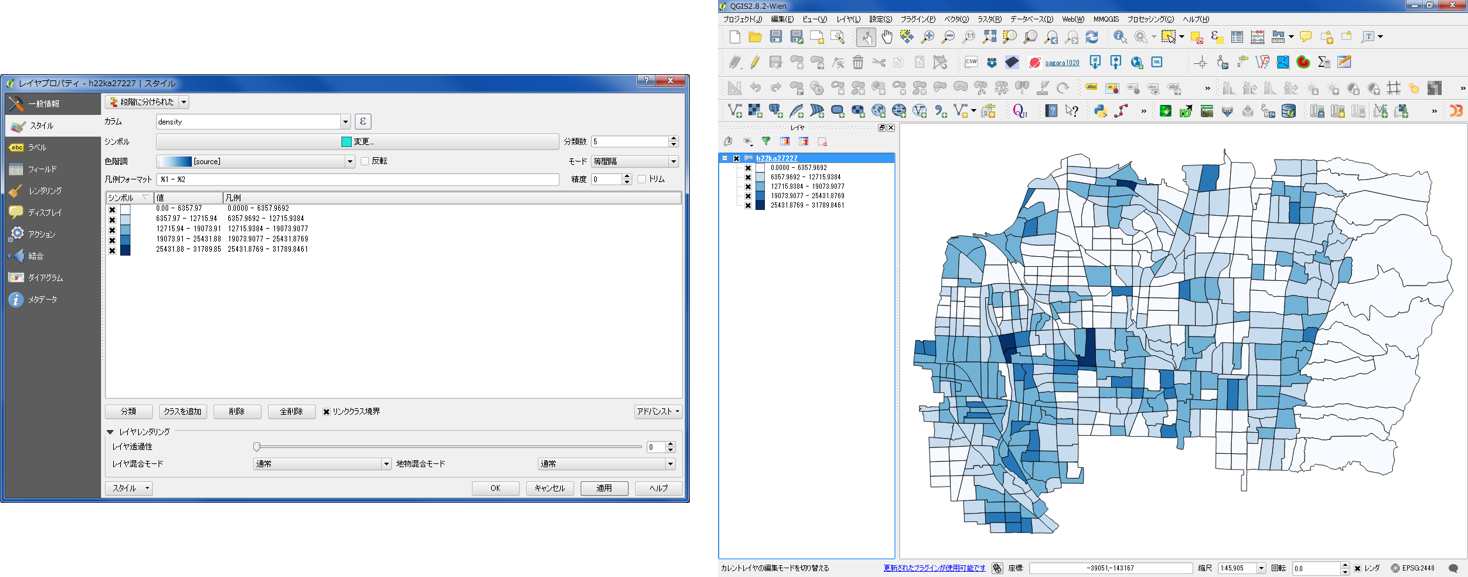 レイヤプロパティ - h22ka27227 | スタイル
一般情報
スタイル
ラベル
フィールド
レンダリング
ディスプレイ
アクション
結合
ダイアグラム
メタデータ
段階に分けられた
カラム density ε
シンボル 変更... 分類数 5
色階調 [source] 反転 モード 等間隔
凡例フォーマット %1 - %2 精度 0 トリム
シンボル 値 凡例
0.00 - 6357.97 0.0000 - 6357.9692
6357.97 - 12715.94 6357.9692 - 12715.9384
12715.94 - 19073.91 12715.9384 - 19073.9077
19073.91 - 25431.88 19073.9077 - 25431.8769
25431.88 - 31789.85 25431.8769 - 31789.8461
分類 クラスを追加 削除 全削除 リンククラス境界 アドバンスト
レイヤレンダリング
レイヤ透過性 0
レイヤ混合モード 通常 地物混合モード 通常
スタイル OK キャンセル 適用 ヘルプ
QGIS2.8.2-Wien
プロジェクト(J) 編集(E) ビュー(V) レイヤ(L) 設定(S) プラグイン(P) ベクタ(O) ラスタ(R) データベース(D) Web(W) MMQGIS プロセッシング(C) ヘルプ(H)
CSW sagara1020
レイヤ
h22ka27227
0.0000 - 6357.9692
6357.9692 - 12715.9384
12715.9384 - 19073.9077
19073.9077 - 25431.8769
25431.8769 - 31789.8461
カレントレイヤの編集モードを切り替える 更新されたプラグインが使用可能です 座標: -39051,-143167 縮尺 1:45,905 回転: 0.0 レンダ EPSG:2448